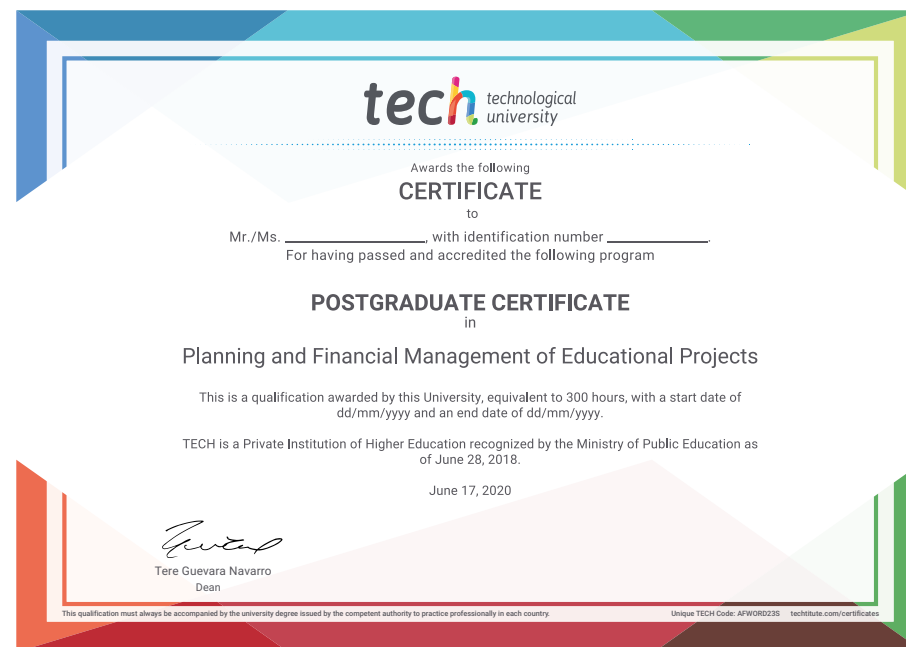 tech technological
university
Awards the following
CERTIFICATE
to
Mr./Ms. ____________________, with identification number ______________.
For having passed and accredited the following program
POSTGRADUATE CERTIFICATE
in
Planning and Financial Management of Educational Projects
This is a qualification awarded by this University, equivalent to 300 hours, with a start date of
dd/mm/yyyy and an end date of dd/mm/yyyy.
TECH is a Private Institution of Higher Education recognized by the Ministry of Public Education as
of June 28, 2018.
June 17, 2020
Tere Guevara Navarro
Dean
This qualification must always be accompanied by the university degree issued by the competent authority to practice professionally in each country.
Unique TECH Code: AFWORD23S techtitute.com/certificates